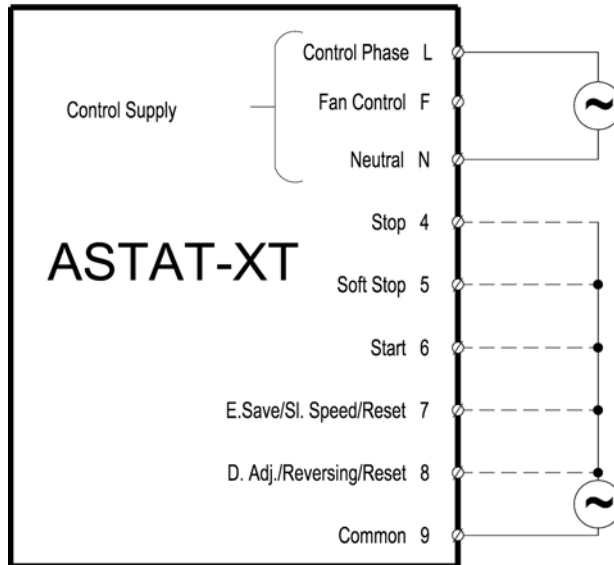 Control Phase L
Fan Control F
Control Supply
Neutral N
Stop 4
ASTAT-XT
Soft Stop 5
Start 6
E.Save/Sl. Speed/Reset 7
D. Adj./Reversing/Reset 8
Common 9
~
~